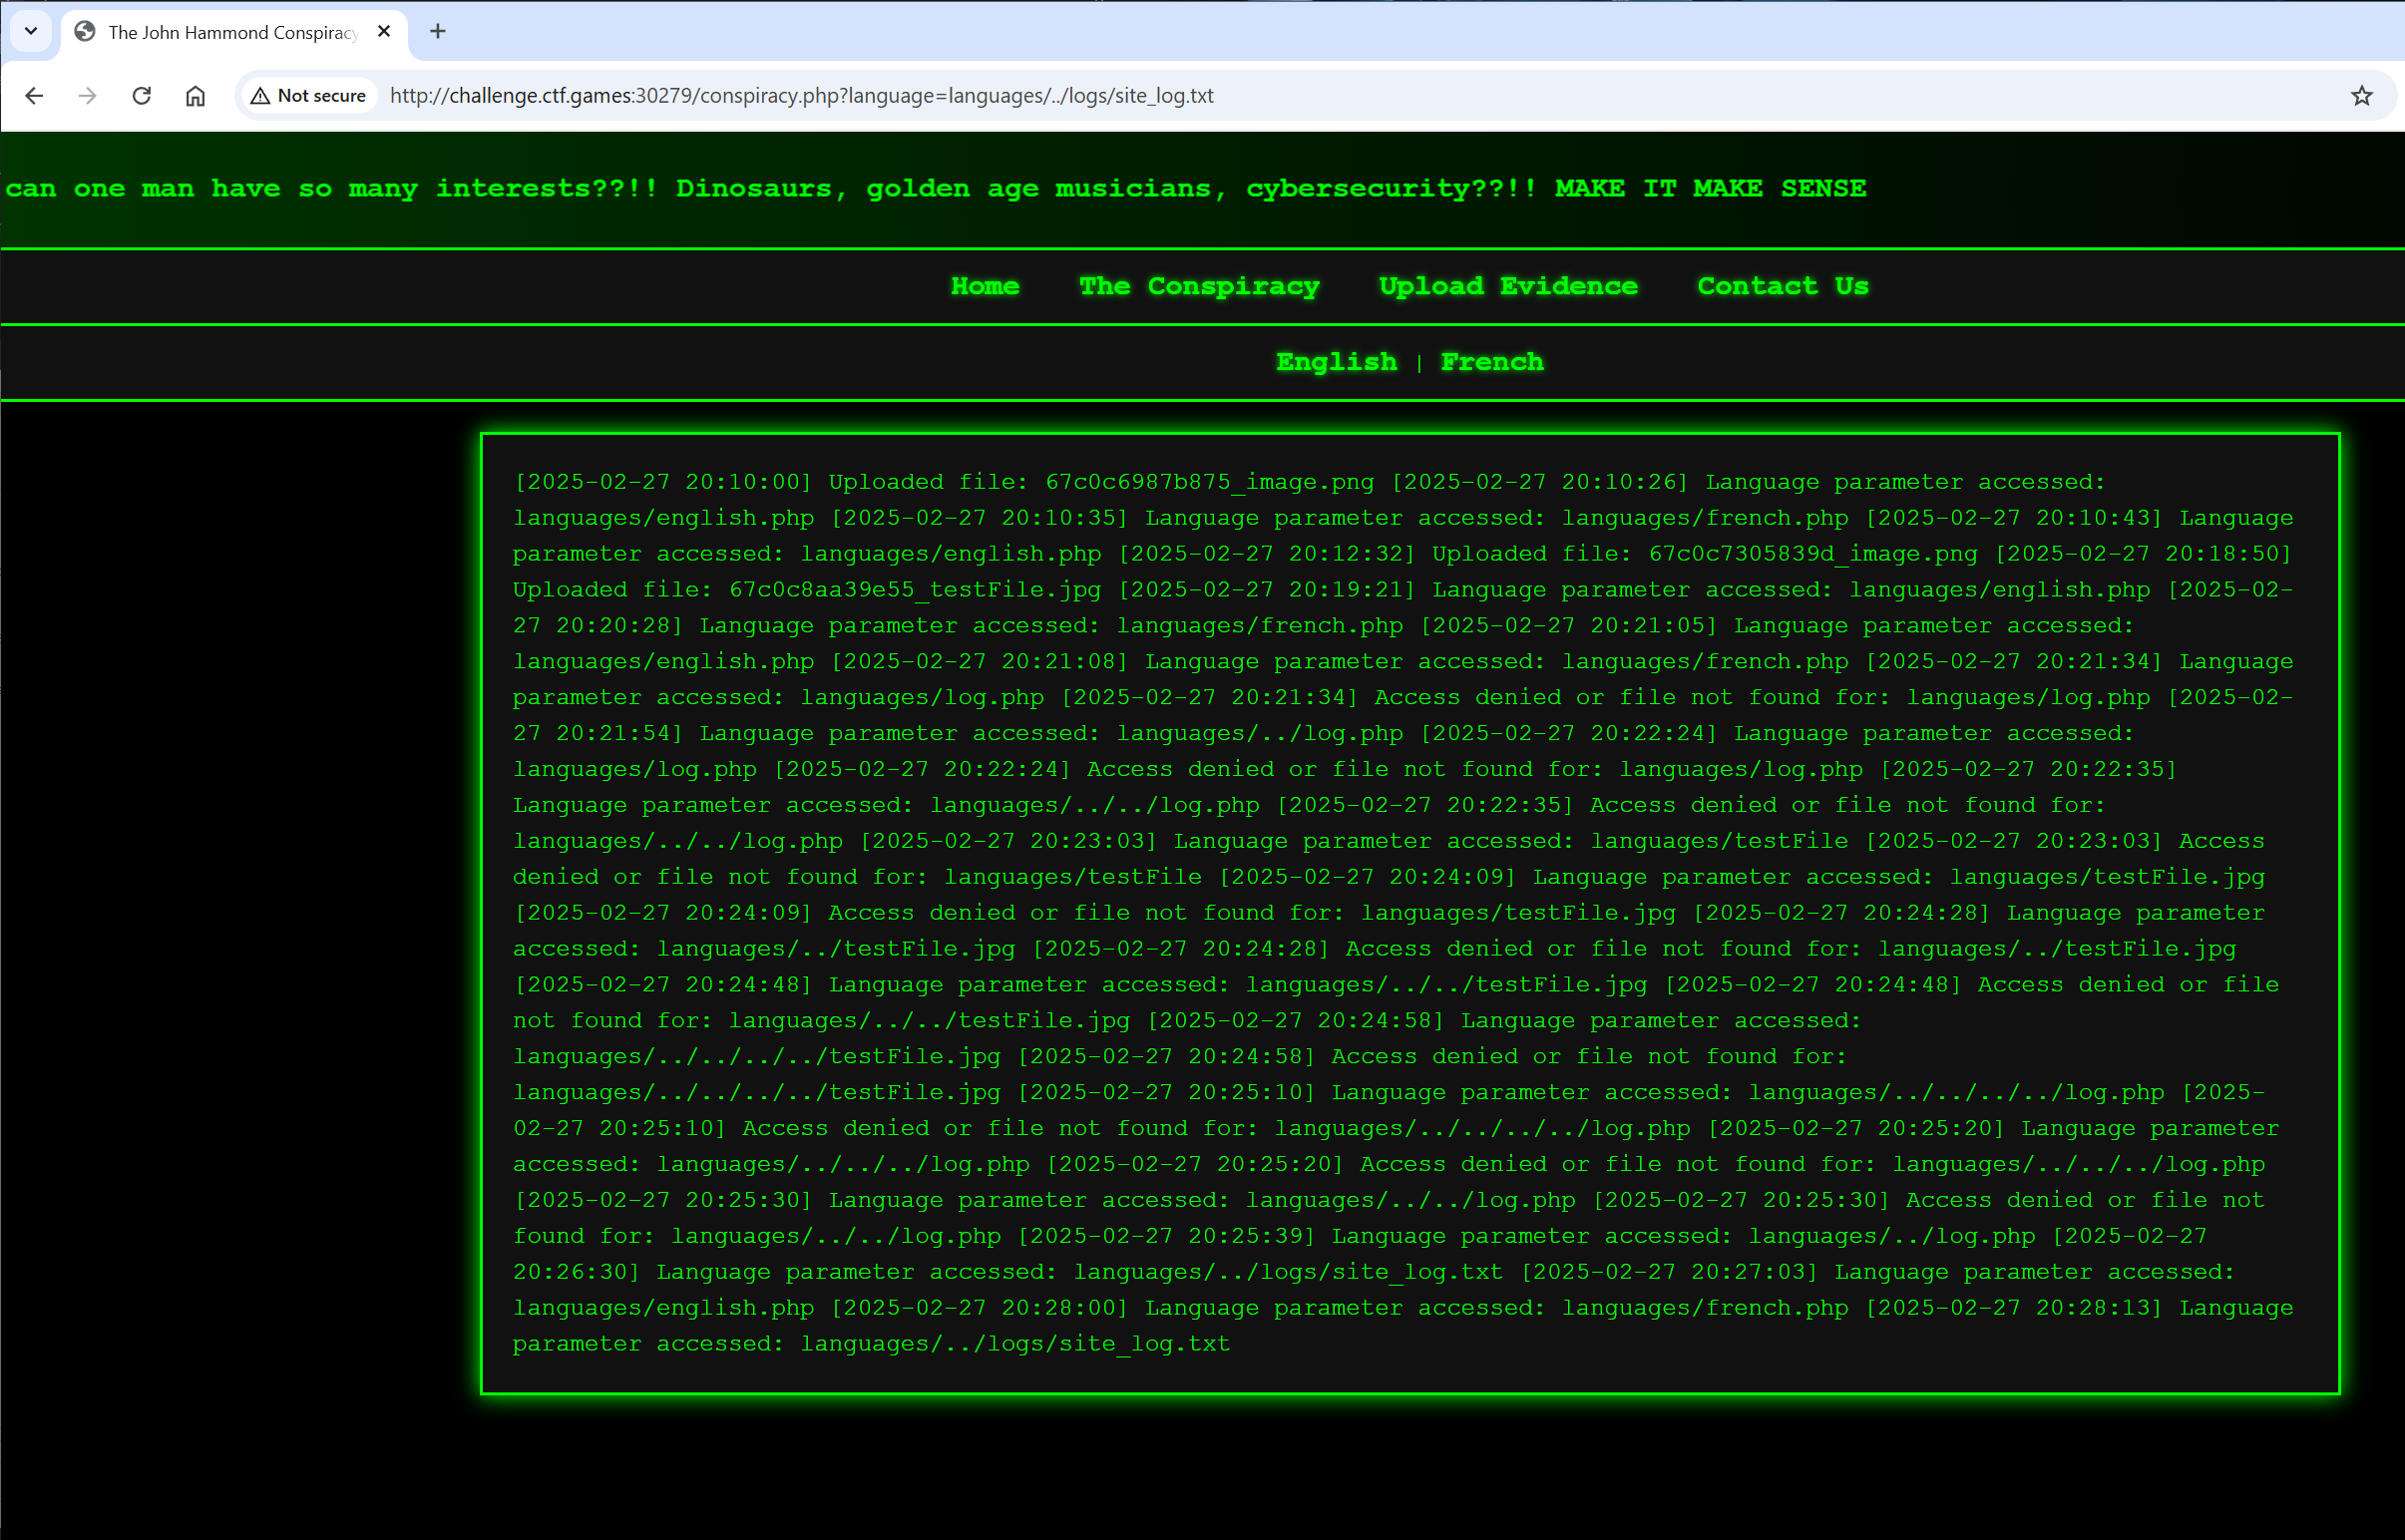 The John Hammond Conspiracy
Not secure
http://challenge.ctf.games:30279/conspiracy.php?language=languages/../logs/site_log.txt
can one man have so many interests??!! Dinosaurs, golden age musicians, cybersecurity??!! MAKE IT MAKE SENSE
Home The Conspiracy Upload Evidence Contact Us
English | French
[2025-02-27 20:10:00] Uploaded file: 67c0c6987b875_image.png [2025-02-27 20:10:26] Language parameter accessed:
languages/english.php [2025-02-27 20:10:35] Language parameter accessed: languages/french.php [2025-02-27 20:10:43] Language
parameter accessed: languages/english.php [2025-02-27 20:12:32] Uploaded file: 67c0c7305839d_image.png [2025-02-27 20:18:50]
Uploaded file: 67c0c8aa39e55_testFile.jpg [2025-02-27 20:19:21] Language parameter accessed: languages/english.php [2025-02-
27 20:20:28] Language parameter accessed: languages/french.php [2025-02-27 20:21:05] Language parameter accessed:
languages/english.php [2025-02-27 20:21:08] Language parameter accessed: languages/french.php [2025-02-27 20:21:34] Language
parameter accessed: languages/log.php [2025-02-27 20:21:34] Access denied or file not found for: languages/log.php [2025-02-
27 20:21:54] Language parameter accessed: languages/../log.php [2025-02-27 20:22:24] Language parameter accessed:
languages/log.php [2025-02-27 20:22:24] Access denied or file not found for: languages/log.php [2025-02-27 20:22:35]
Language parameter accessed: languages/../../log.php [2025-02-27 20:22:35] Access denied or file not found for:
languages/../../log.php [2025-02-27 20:23:03] Language parameter accessed: languages/testFile [2025-02-27 20:23:03] Access
denied or file not found for: languages/testFile [2025-02-27 20:24:09] Language parameter accessed: languages/testFile.jpg
[2025-02-27 20:24:09] Access denied or file not found for: languages/testFile.jpg [2025-02-27 20:24:28] Language parameter
accessed: languages/../testFile.jpg [2025-02-27 20:24:28] Access denied or file not found for: languages/../testFile.jpg
[2025-02-27 20:24:48] Language parameter accessed: languages/../../testFile.jpg [2025-02-27 20:24:48] Access denied or file
not found for: languages/../../testFile.jpg [2025-02-27 20:24:58] Language parameter accessed:
languages/../../../../testFile.jpg [2025-02-27 20:24:58] Access denied or file not found for:
languages/../../../../testFile.jpg [2025-02-27 20:25:10] Language parameter accessed: languages/../../../../log.php [2025-
02-27 20:25:10] Access denied or file not found for: languages/../../../../log.php [2025-02-27 20:25:20] Language parameter
accessed: languages/../../../log.php [2025-02-27 20:25:20] Access denied or file not found for: languages/../../../log.php
[2025-02-27 20:25:30] Language parameter accessed: languages/../../log.php [2025-02-27 20:25:30] Access denied or file not
found for: languages/../../log.php [2025-02-27 20:25:39] Language parameter accessed: languages/../log.php [2025-02-27
20:26:30] Language parameter accessed: languages/../logs/site_log.txt [2025-02-27 20:27:03] Language parameter accessed:
languages/english.php [2025-02-27 20:28:00] Language parameter accessed: languages/french.php [2025-02-27 20:28:13] Language
parameter accessed: languages/../logs/site_log.txt